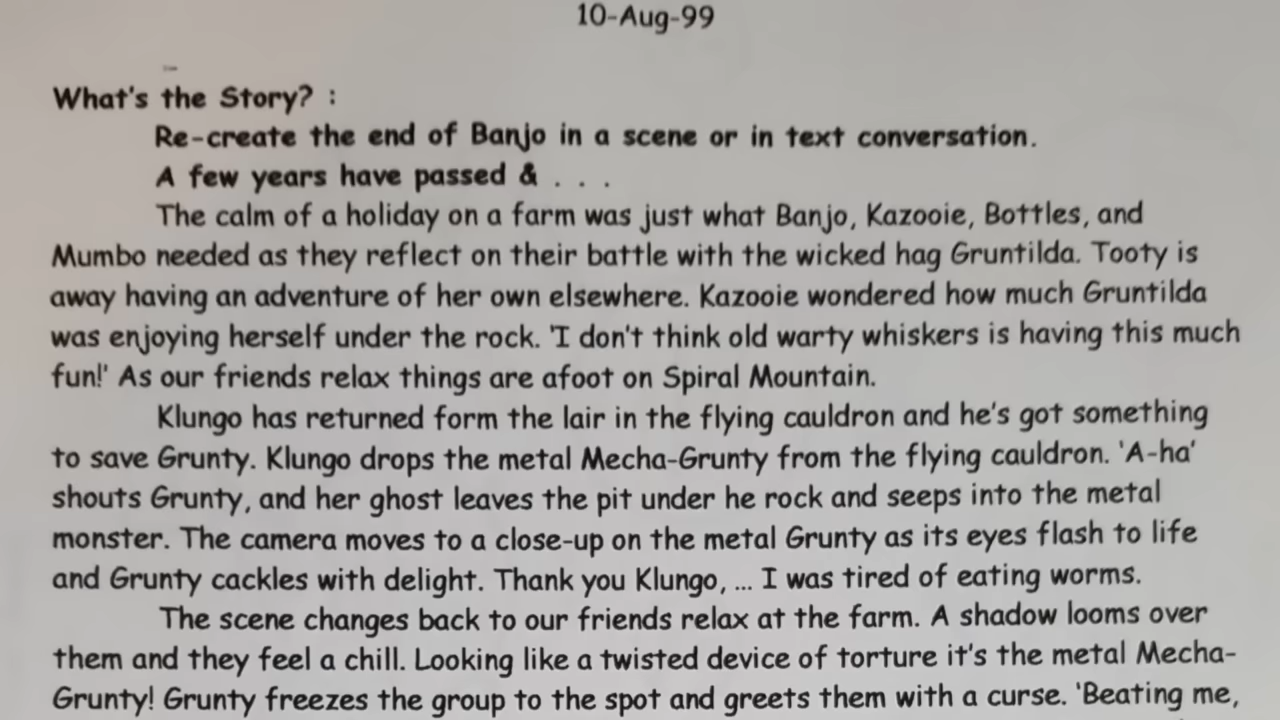 10-Aug-99
What's the Story? :
Re-create the end of Banjo in a scene or in text conversation.
A few years have passed & . . .
The calm of a holiday on a farm was just what Banjo, Kazooie, Bottles, and
Mumbo needed as they reflect on their battle with the wicked hag Gruntilda. Tooty is
away having an adventure of her own elsewhere. Kazooie wondered how much Gruntilda
was enjoying herself under the rock. 'I don't think old warty whiskers is having this much
fun!' As our friends relax things are afoot on Spiral Mountain.
Klungo has returned form the lair in the flying cauldron and he's got something
to save Grunty. Klungo drops the metal Mecha-Grunty from the flying cauldron. 'A-ha'
shouts Grunty, and her ghost leaves the pit under he rock and seeps into the metal
monster. The camera moves to a close-up on the metal Grunty as its eyes flash to life
and Grunty cackles with delight. Thank you Klungo, ... I was tired of eating worms.
The scene changes back to our friends relax at the farm. A shadow looms over
them and they feel a chill. Looking like a twisted device of torture it's the metal Mecha-
Grunty! Grunty freezes the group to the spot and greets them with a curse. 'Beating me,